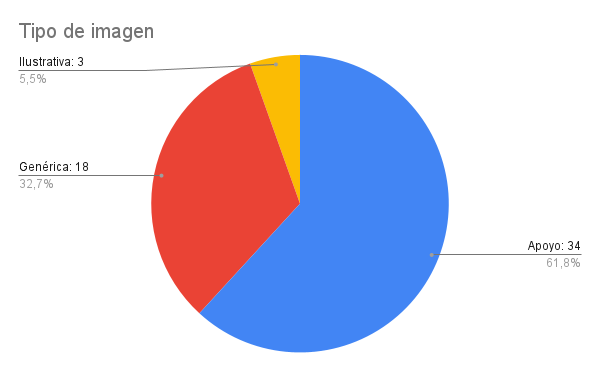 Tipo de imagen
Ilustrativa: 3
5,5%
Genérica: 18
32,7%
Apoyo: 34
61,8%